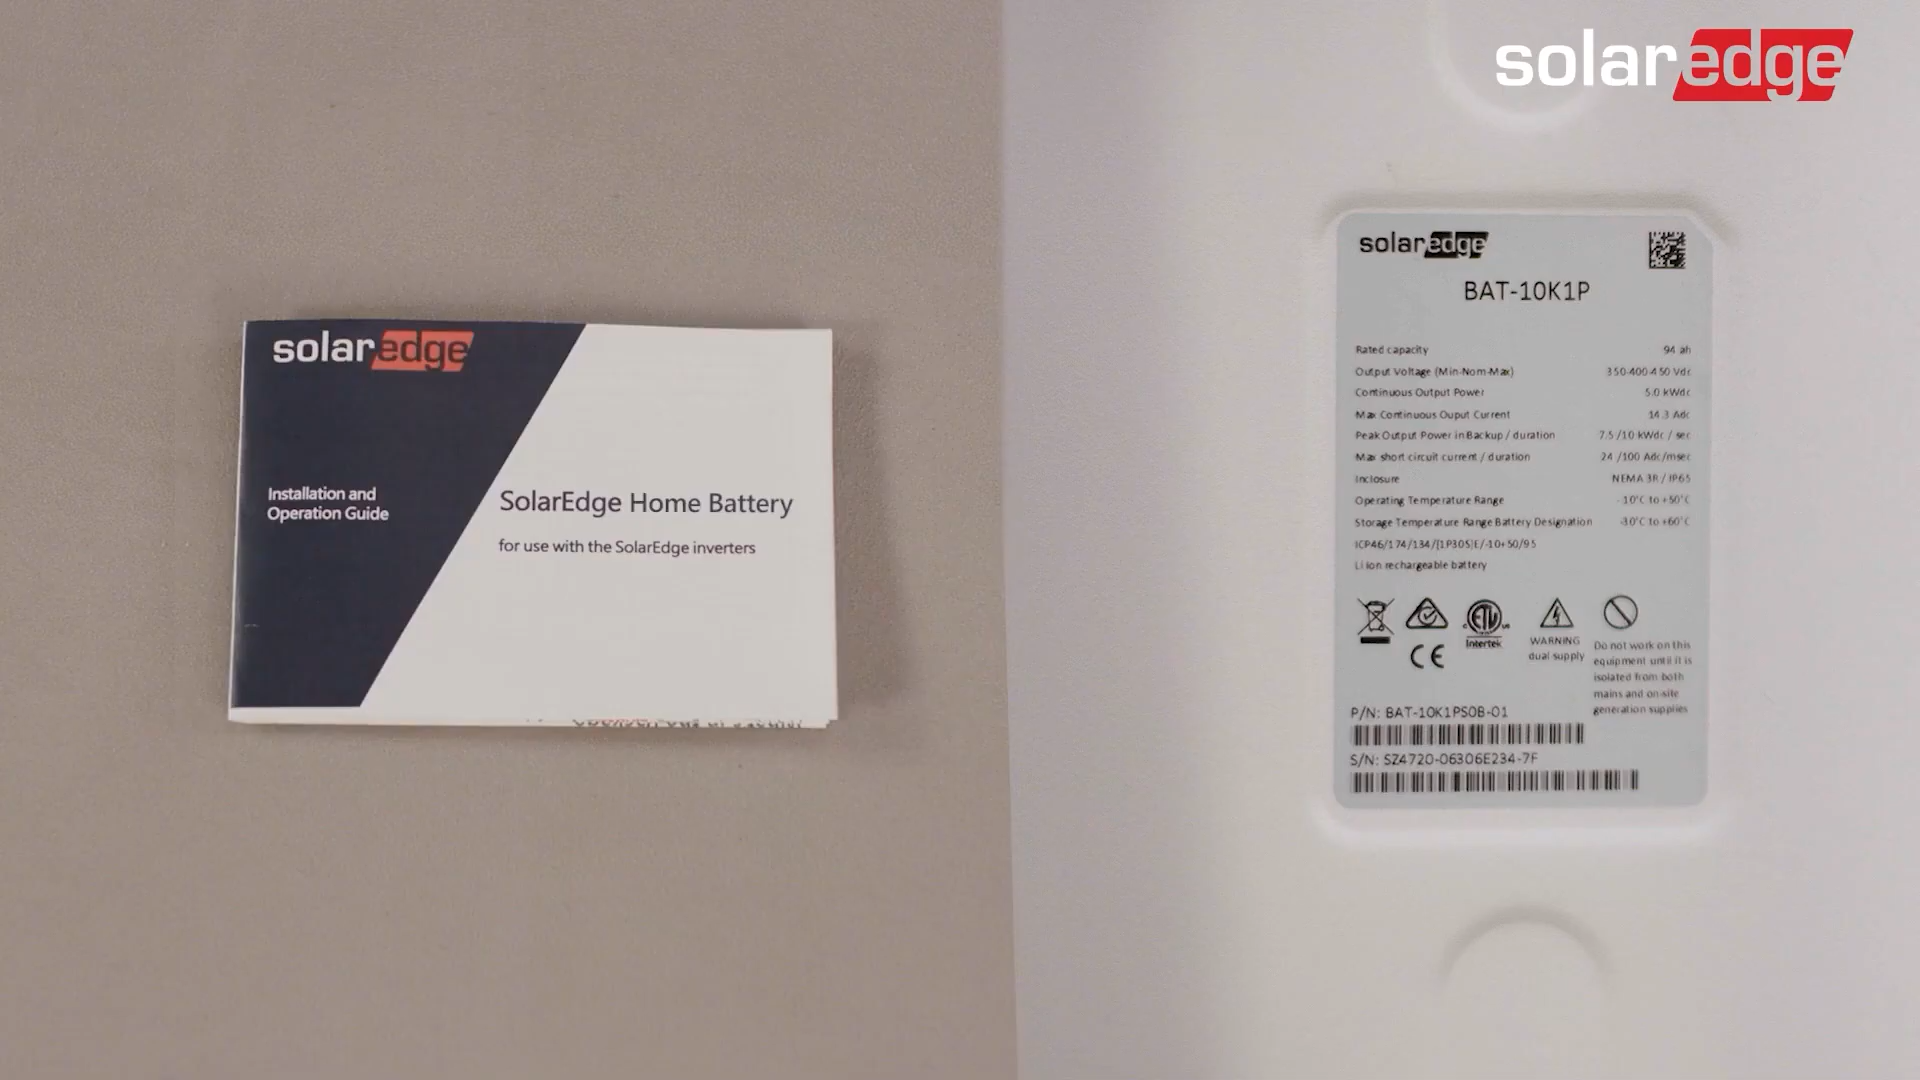 solaredge
solaredge
Installation and
Operation Guide
SolarEdge Home Battery
for use with the SolarEdge inverters
solaredge
BAT-10K1P
Rated capacity 94 ah
Output Voltage (Min-Nom-Max) 350-400-450 Vdc
Continuous Output Power 5.0 kWdc
Max Continuous Ouput Current 14.3 Adc
Peak Output Power in Backup / duration 7.5 /10 kWdc / sec
Max short circuit current / duration 24 /100 Adc/msec
Inclosure NEMA 3R / IP65
Operating Temperature Range -10°C to +50°C
Storage Temperature Range Battery Designation -30°C to +60°C
ICP46/174/134/[1P30S]E/-10+50/95
Li ion rechargeable battery
ETL
C US
Intertek
CE
WARNING
dual supply
Do not work on this
equipment until it is
isolated from both
mains and on-site
generation supplies
P/N: BAT-10K1PS0B-01
S/N: SZ4720-06306E234-7F